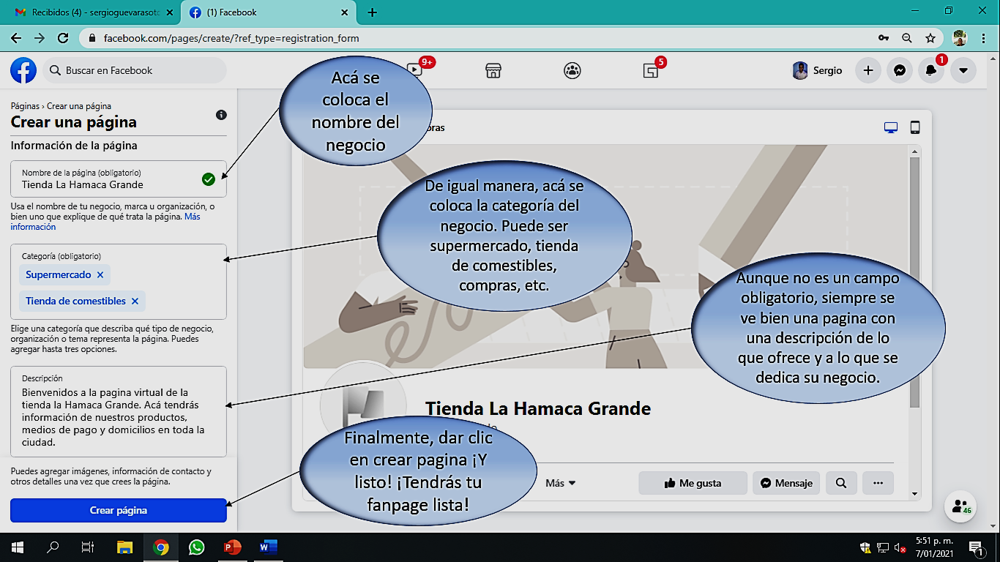 Recibidos (4) - sergioguevarasoto
(1) Facebook
facebook.com/pages/create/?ref_type=registration_form
Buscar en Facebook
9+
5
Sergio
1
Páginas › Crear una página
Crear una página
Información de la página
Nombre de la página (obligatorio)
Tienda La Hamaca Grande
Usa el nombre de tu negocio, marca u organización, o
bien uno que explique de qué trata la página. Más
información
Categoría (obligatorio)
Supermercado ×
Tienda de comestibles ×
Elige una categoría que describa qué tipo de negocio,
organización o tema representa la página. Puedes
agregar hasta tres opciones.
Descripción
Bienvenidos a la pagina virtual de la
tienda la Hamaca Grande. Acá tendrás
información de nuestros productos,
medios de pago y domicilios en toda la
ciudad.
Puedes agregar imágenes, información de contacto y
otros detalles una vez que crees la página.
Crear página
Acá se
coloca el
nombre del
negocio
De igual manera, acá se
coloca la categoría del
negocio. Puede ser
supermercado, tienda
de comestibles,
compras, etc.
Aunque no es un campo
obligatorio, siempre se
ve bien una pagina con
una descripción de lo
que ofrece y a lo que se
dedica su negocio.
Tienda La Hamaca Grande
Finalmente, dar clic
en crear pagina ¡Y
listo! ¡Tendrás tu
fanpage lista!
Más
Me gusta
Mensaje
46
5:51 p. m.
7/01/2021
1